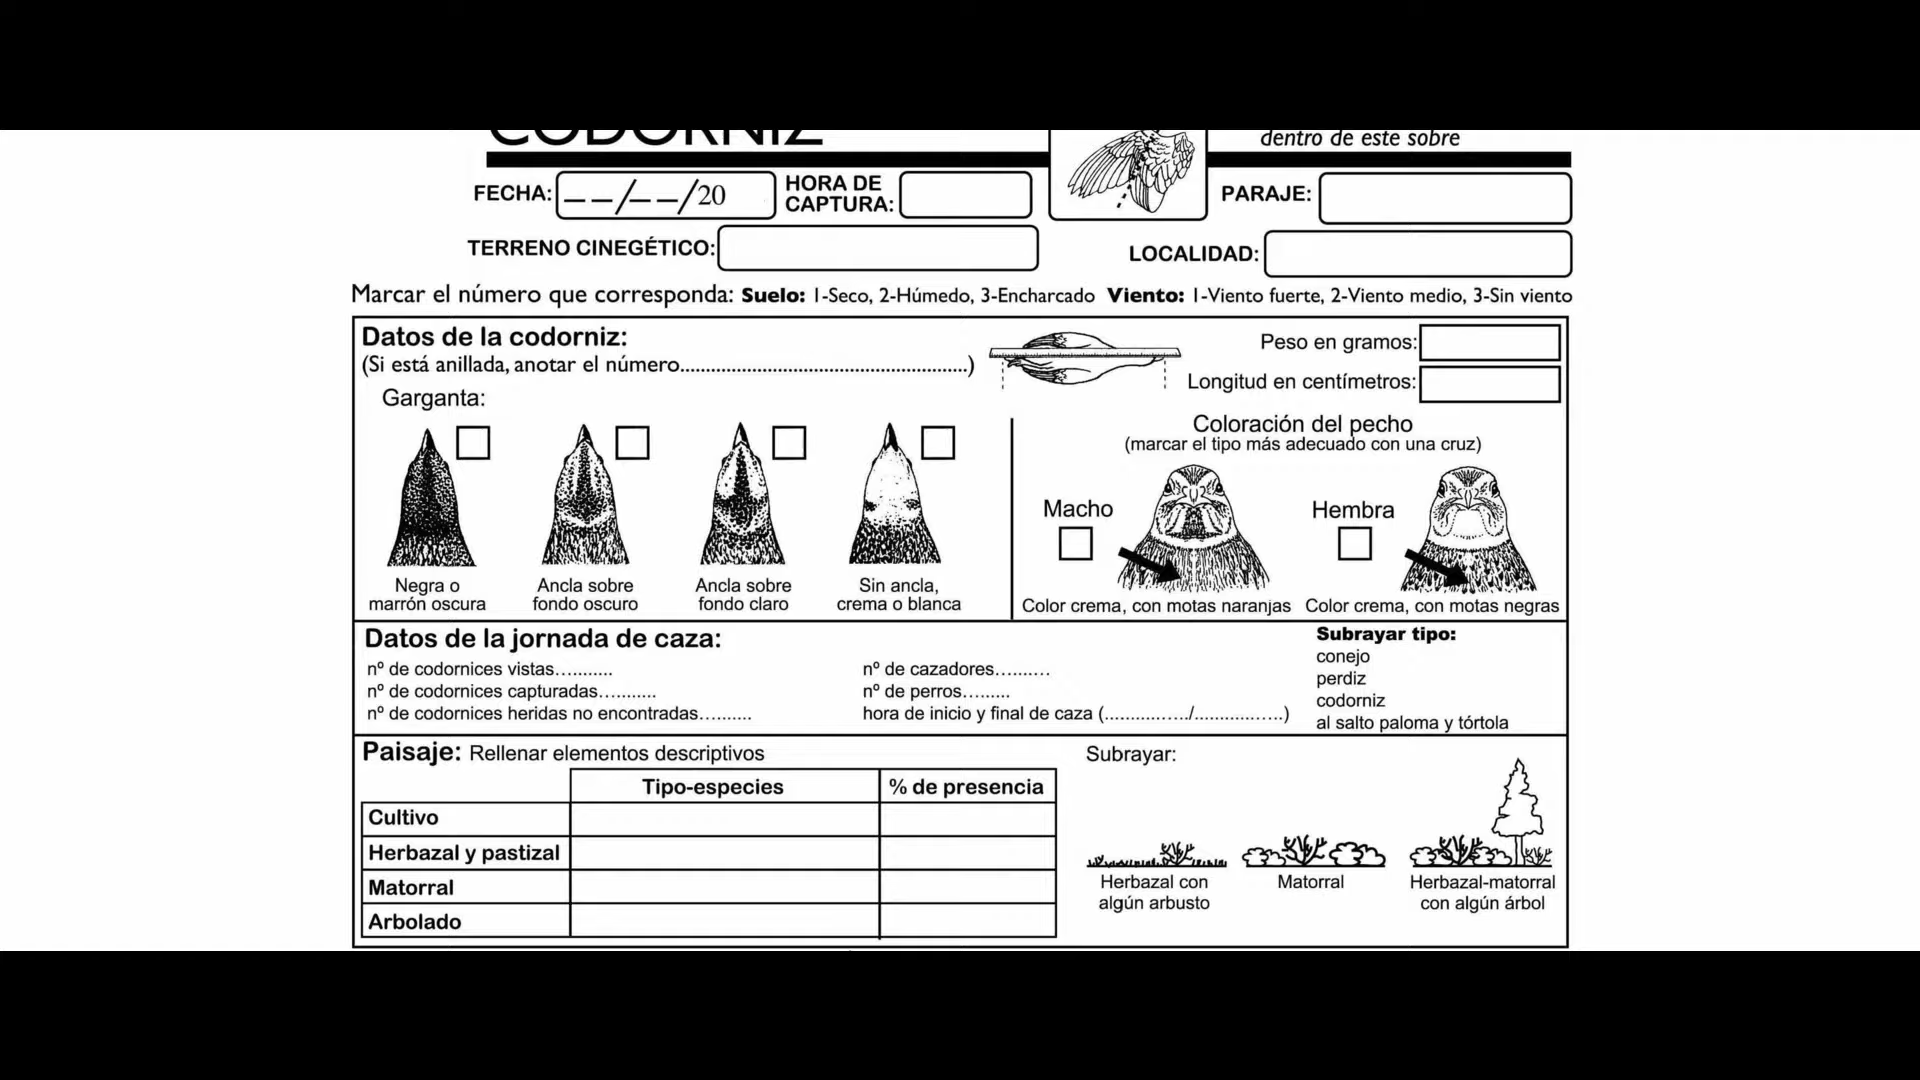 CODORNIZ
dentro de este sobre
FECHA: _ _/_ _/20
HORA DE
CAPTURA:
PARAJE:
TERRENO CINEGÉTICO:
LOCALIDAD:
Marcar el número que corresponda: Suelo: 1-Seco, 2-Húmedo, 3-Encharcado Viento: 1-Viento fuerte, 2-Viento medio, 3-Sin viento
Datos de la codorniz:
(Si está anillada, anotar el número........................................................)
Peso en gramos:
Longitud en centímetros:
Garganta:
Negra o
marrón oscura
Ancla sobre
fondo oscuro
Ancla sobre
fondo claro
Sin ancla,
crema o blanca
Coloración del pecho
(marcar el tipo más adecuado con una cruz)
Macho
Color crema, con motas naranjas
Hembra
Color crema, con motas negras
Datos de la jornada de caza:
nº de codornices vistas..........
nº de codornices capturadas..........
nº de codornices heridas no encontradas..........
nº de cazadores..........
nº de perros.........
hora de inicio y final de caza (................/................)
Subrayar tipo:
conejo
perdiz
codorniz
al salto paloma y tórtola
Paisaje: Rellenar elementos descriptivos
Tipo-especies
% de presencia
Cultivo
Herbazal y pastizal
Matorral
Arbolado
Subrayar:
Herbazal con
algún arbusto
Matorral
Herbazal-matorral
con algún árbol